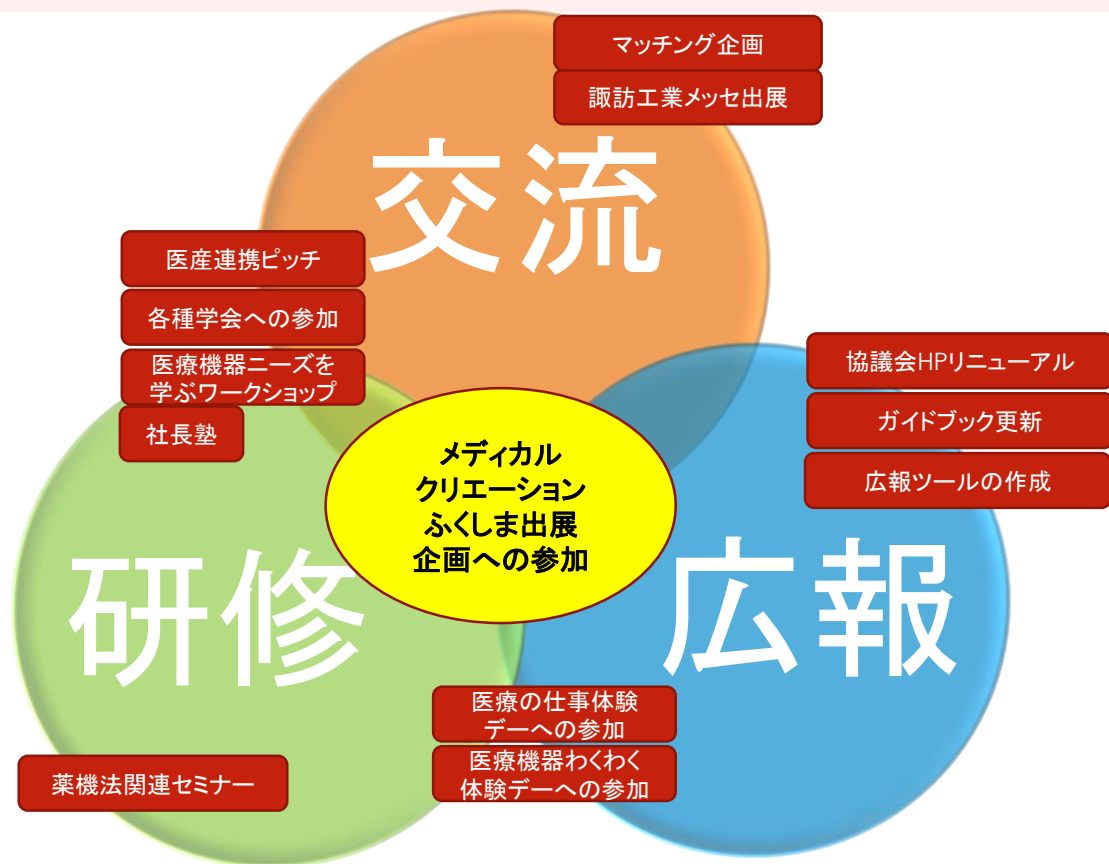 マッチング企画
諏訪工業メッセ出展
交流
医産連携ピッチ
各種学会への参加
医療機器ニーズを
学ぶワークショップ
社長塾
協議会HPリニューアル
ガイドブック更新
広報ツールの作成
メディカル
クリエーション
ふくしま出展
企画への参加
研修
広報
医療の仕事体験
デーへの参加
医療機器わくわく
体験デーへの参加
薬機法関連セミナー